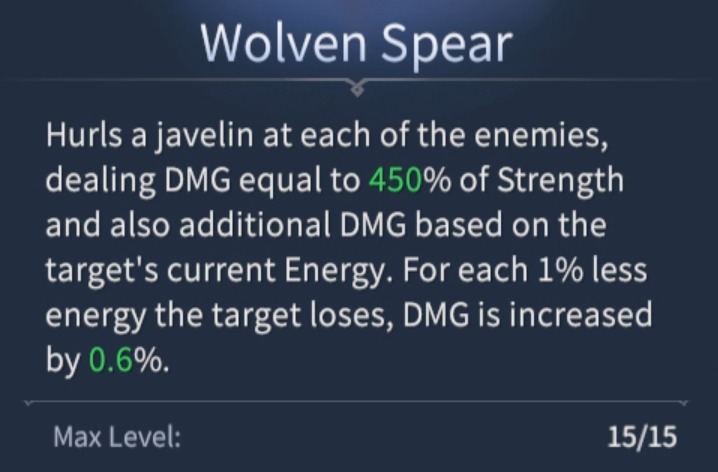 Wolven Spear
Hurls a javelin at each of the enemies,
dealing DMG equal to 450% of Strength
and also additional DMG based on the
target's current Energy. For each 1% less
energy the target loses, DMG is increased
by 0.6%.
Max Level: 15/15